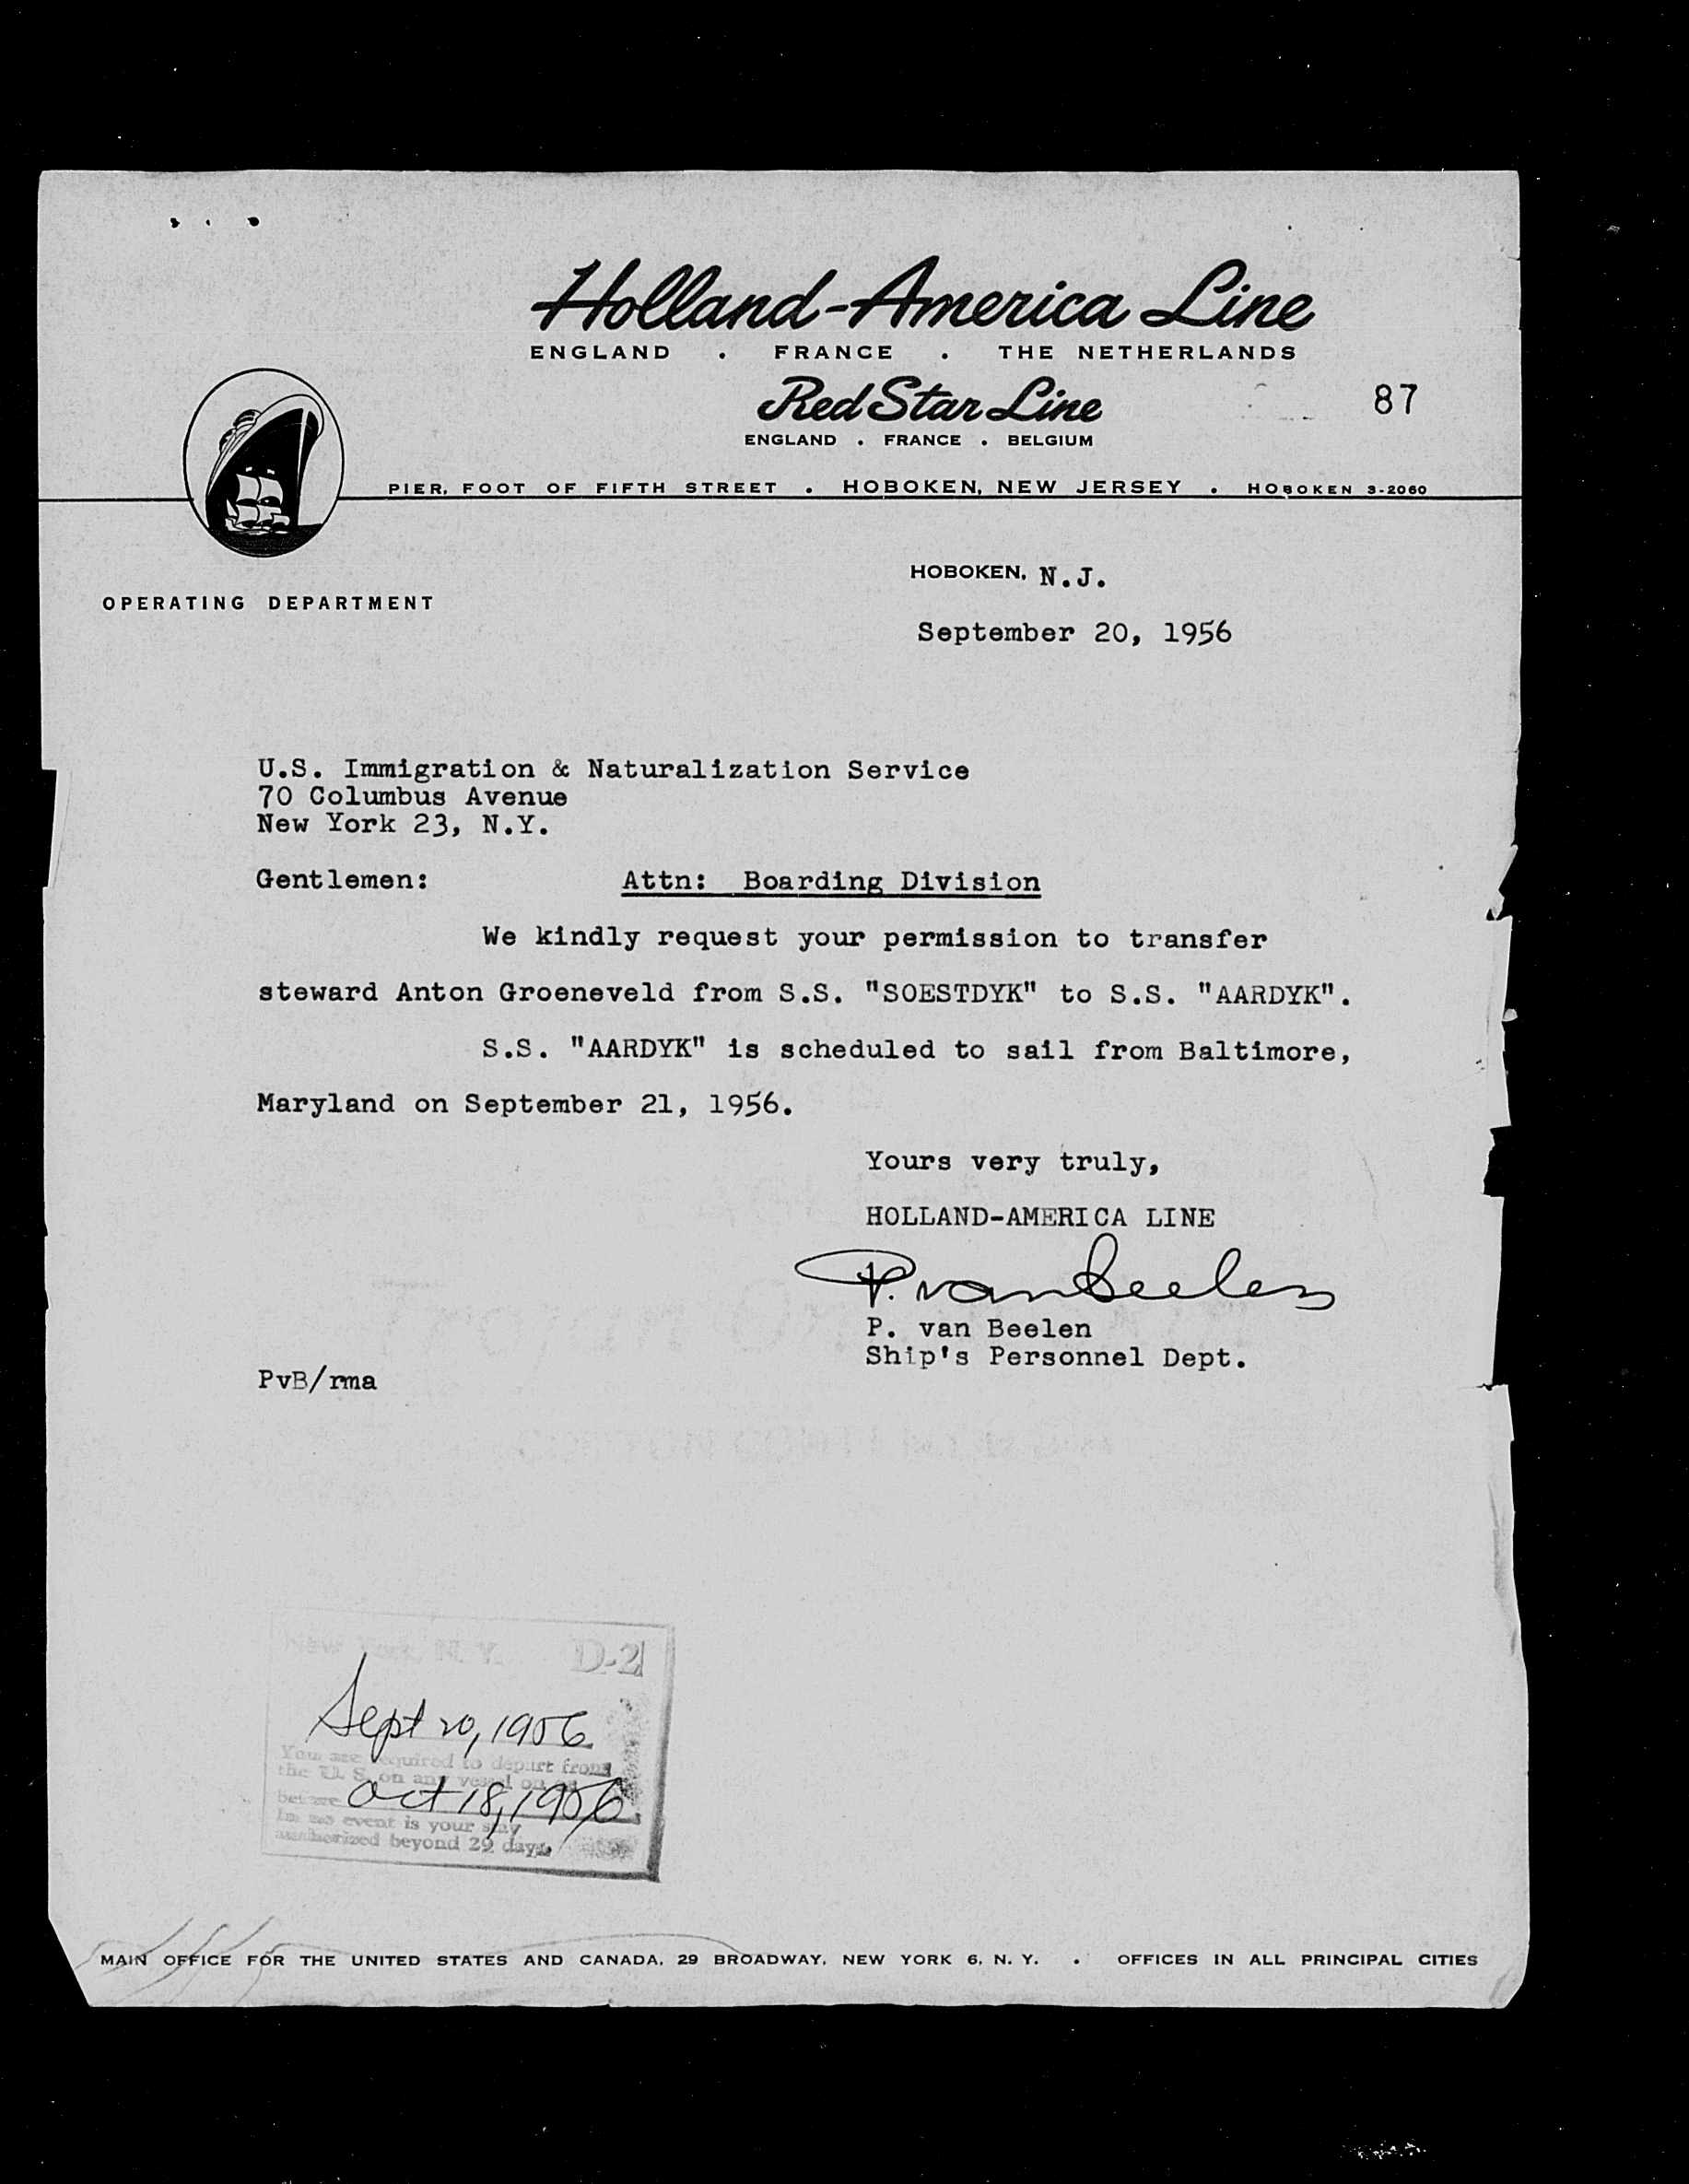 Holland-America Line
ENGLAND . FRANCE . THE NETHERLANDS
Red Star Line
87
ENGLAND . FRANCE . BELGIUM
PIER, FOOT OF FIFTH STREET . HOBOKEN, NEW JERSEY . HOBOKEN 3-2060
HOBOKEN, N.J.
OPERATING DEPARTMENT
September 20, 1956
U.S. Immigration & Naturalization Service
70 Columbus Avenue
New York 23, N.Y.
Gentlemen: Attn: Boarding Division
We kindly request your permission to transfer
steward Anton Groeneveld from S.S. "SOESTDYK" to S.S. "AARDYK".
S.S. "AARDYK" is scheduled to sail from Baltimore,
Maryland on September 21, 1956.
Yours very truly,
HOLLAND-AMERICA LINE
P. van Beelen
P. van Beelen
Ship's Personnel Dept.
PvB/rma
New York, N. Y. D-2
Sept 20, 1956
You are required to depart from
the U. S. on any vessel on or
before Oct 18, 1956
In no event is your stay
authorized beyond 29 days.
MAIN OFFICE FOR THE UNITED STATES AND CANADA, 29 BROADWAY, NEW YORK 6, N. Y. . OFFICES IN ALL PRINCIPAL CITIES